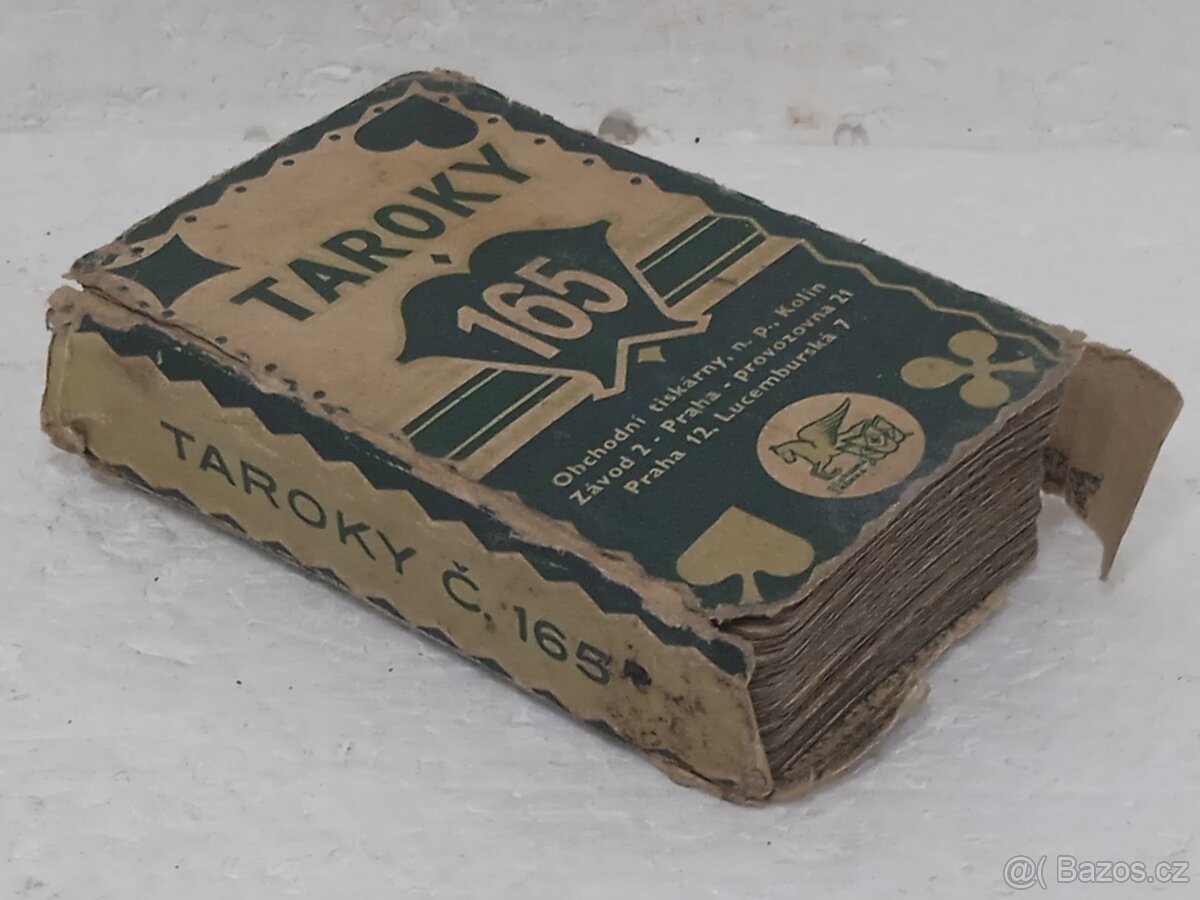 TAROKY
165
Obchodní tiskárny, n. p., Kolín
Závod 2 - Praha - provozovna 21
Praha 12, Lucemburská 7
TAROKY Č. 165
@( Bazos.cz